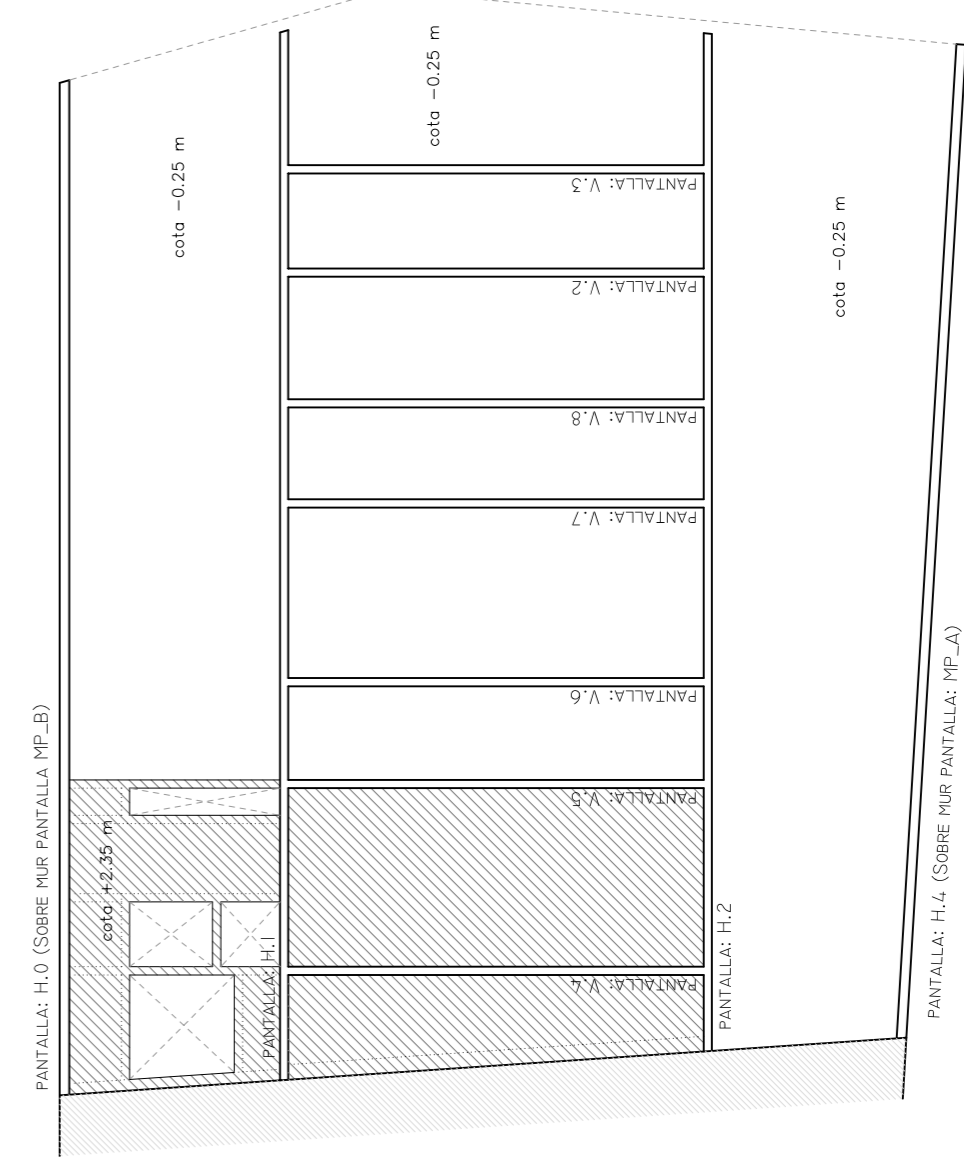 cota -0.25 m
cota -0.25 m
cota -0.25 m
PANTALLA: V.3
PANTALLA: V.2
PANTALLA: V.8
PANTALLA: V.7
PANTALLA: V.6
PANTALLA: V.5
PANTALLA: V.4
cota +2.35 m
PANTALLA: H.0 (SOBRE MUR PANTALLA MP_B)
PANTALLA: H.1
PANTALLA: H.2
PANTALLA: H.4 (SOBRE MUR PANTALLA: MP_A)